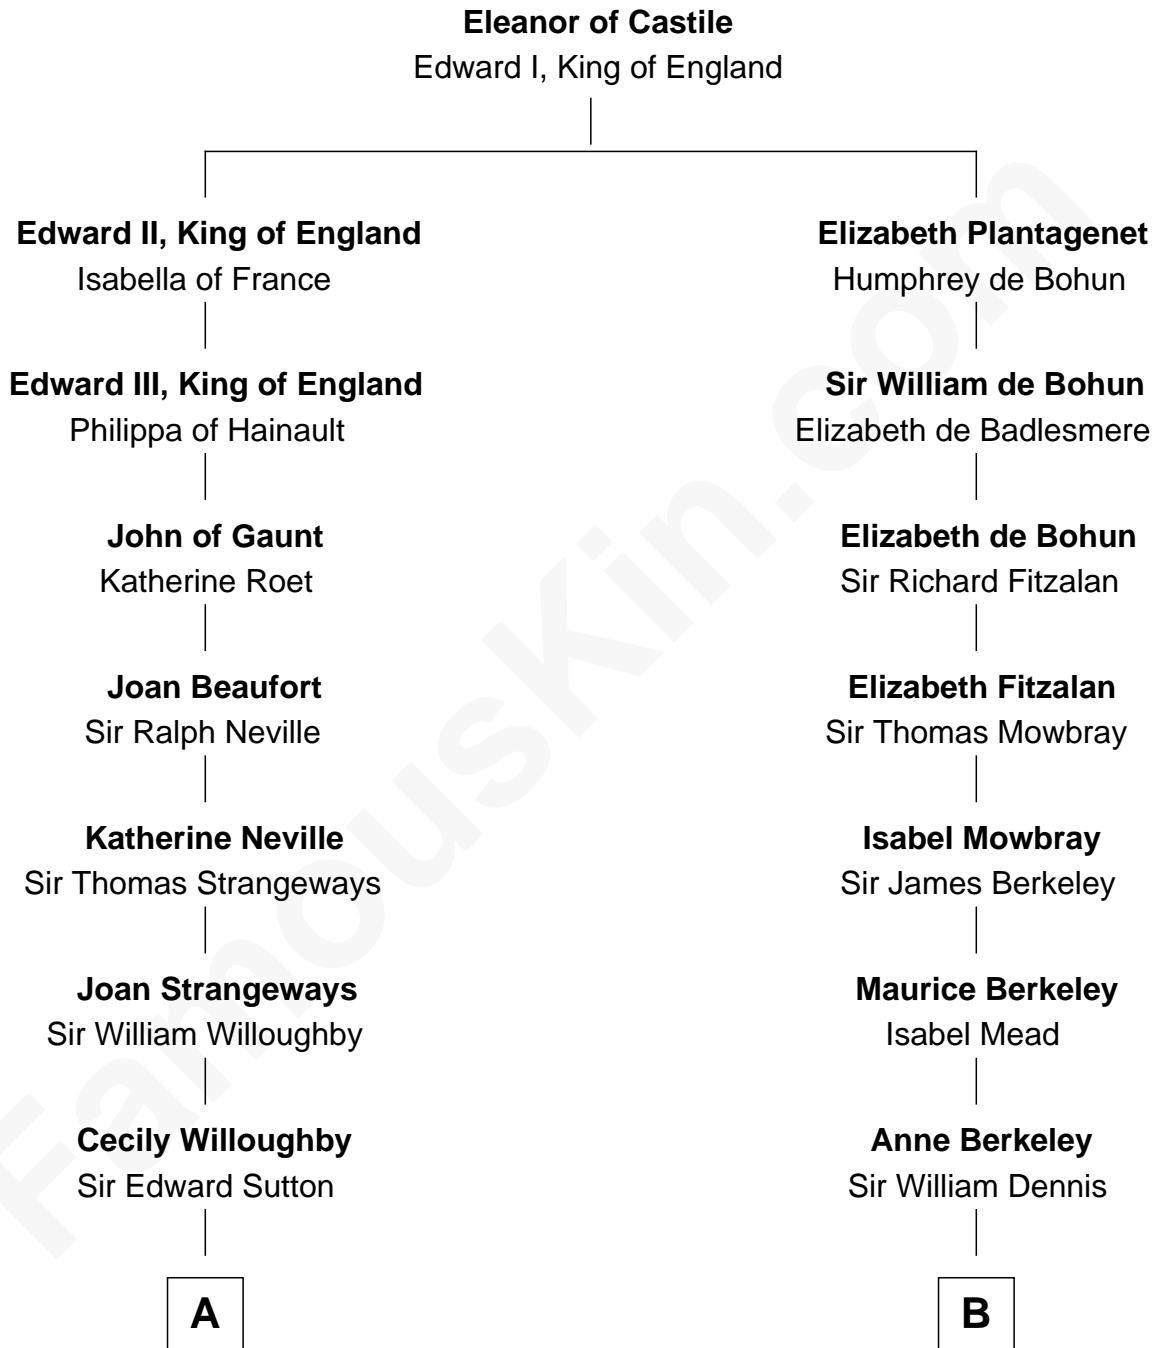 Eleanor of Castile
Edward I, King of England
Edward II, King of England
Isabella of France
Edward III, King of England
Philippa of Hainault
John of Gaunt
Katherine Roet
Joan Beaufort
Sir Ralph Neville
Katherine Neville
Sir Thomas Strangeways
Joan Strangeways
Sir William Willoughby
Cecily Willoughby
Sir Edward Sutton
A
Elizabeth Plantagenet
Humphrey de Bohun
Sir William de Bohun
Elizabeth de Badlesmere
Elizabeth de Bohun
Sir Richard Fitzalan
Elizabeth Fitzalan
Sir Thomas Mowbray
Isabel Mowbray
Sir James Berkeley
Maurice Berkeley
Isabel Mead
Anne Berkeley
Sir William Dennis
B
FamousKin.com